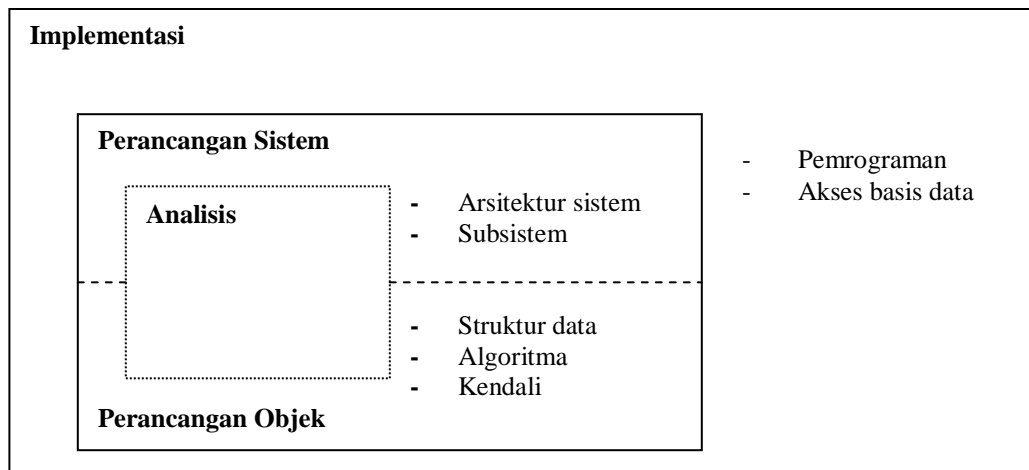 Implementasi
Perancangan Sistem
Analisis
- Arsitektur sistem
- Subsistem
- Struktur data
- Algoritma
- Kendali
Perancangan Objek
- Pemrograman
- Akses basis data